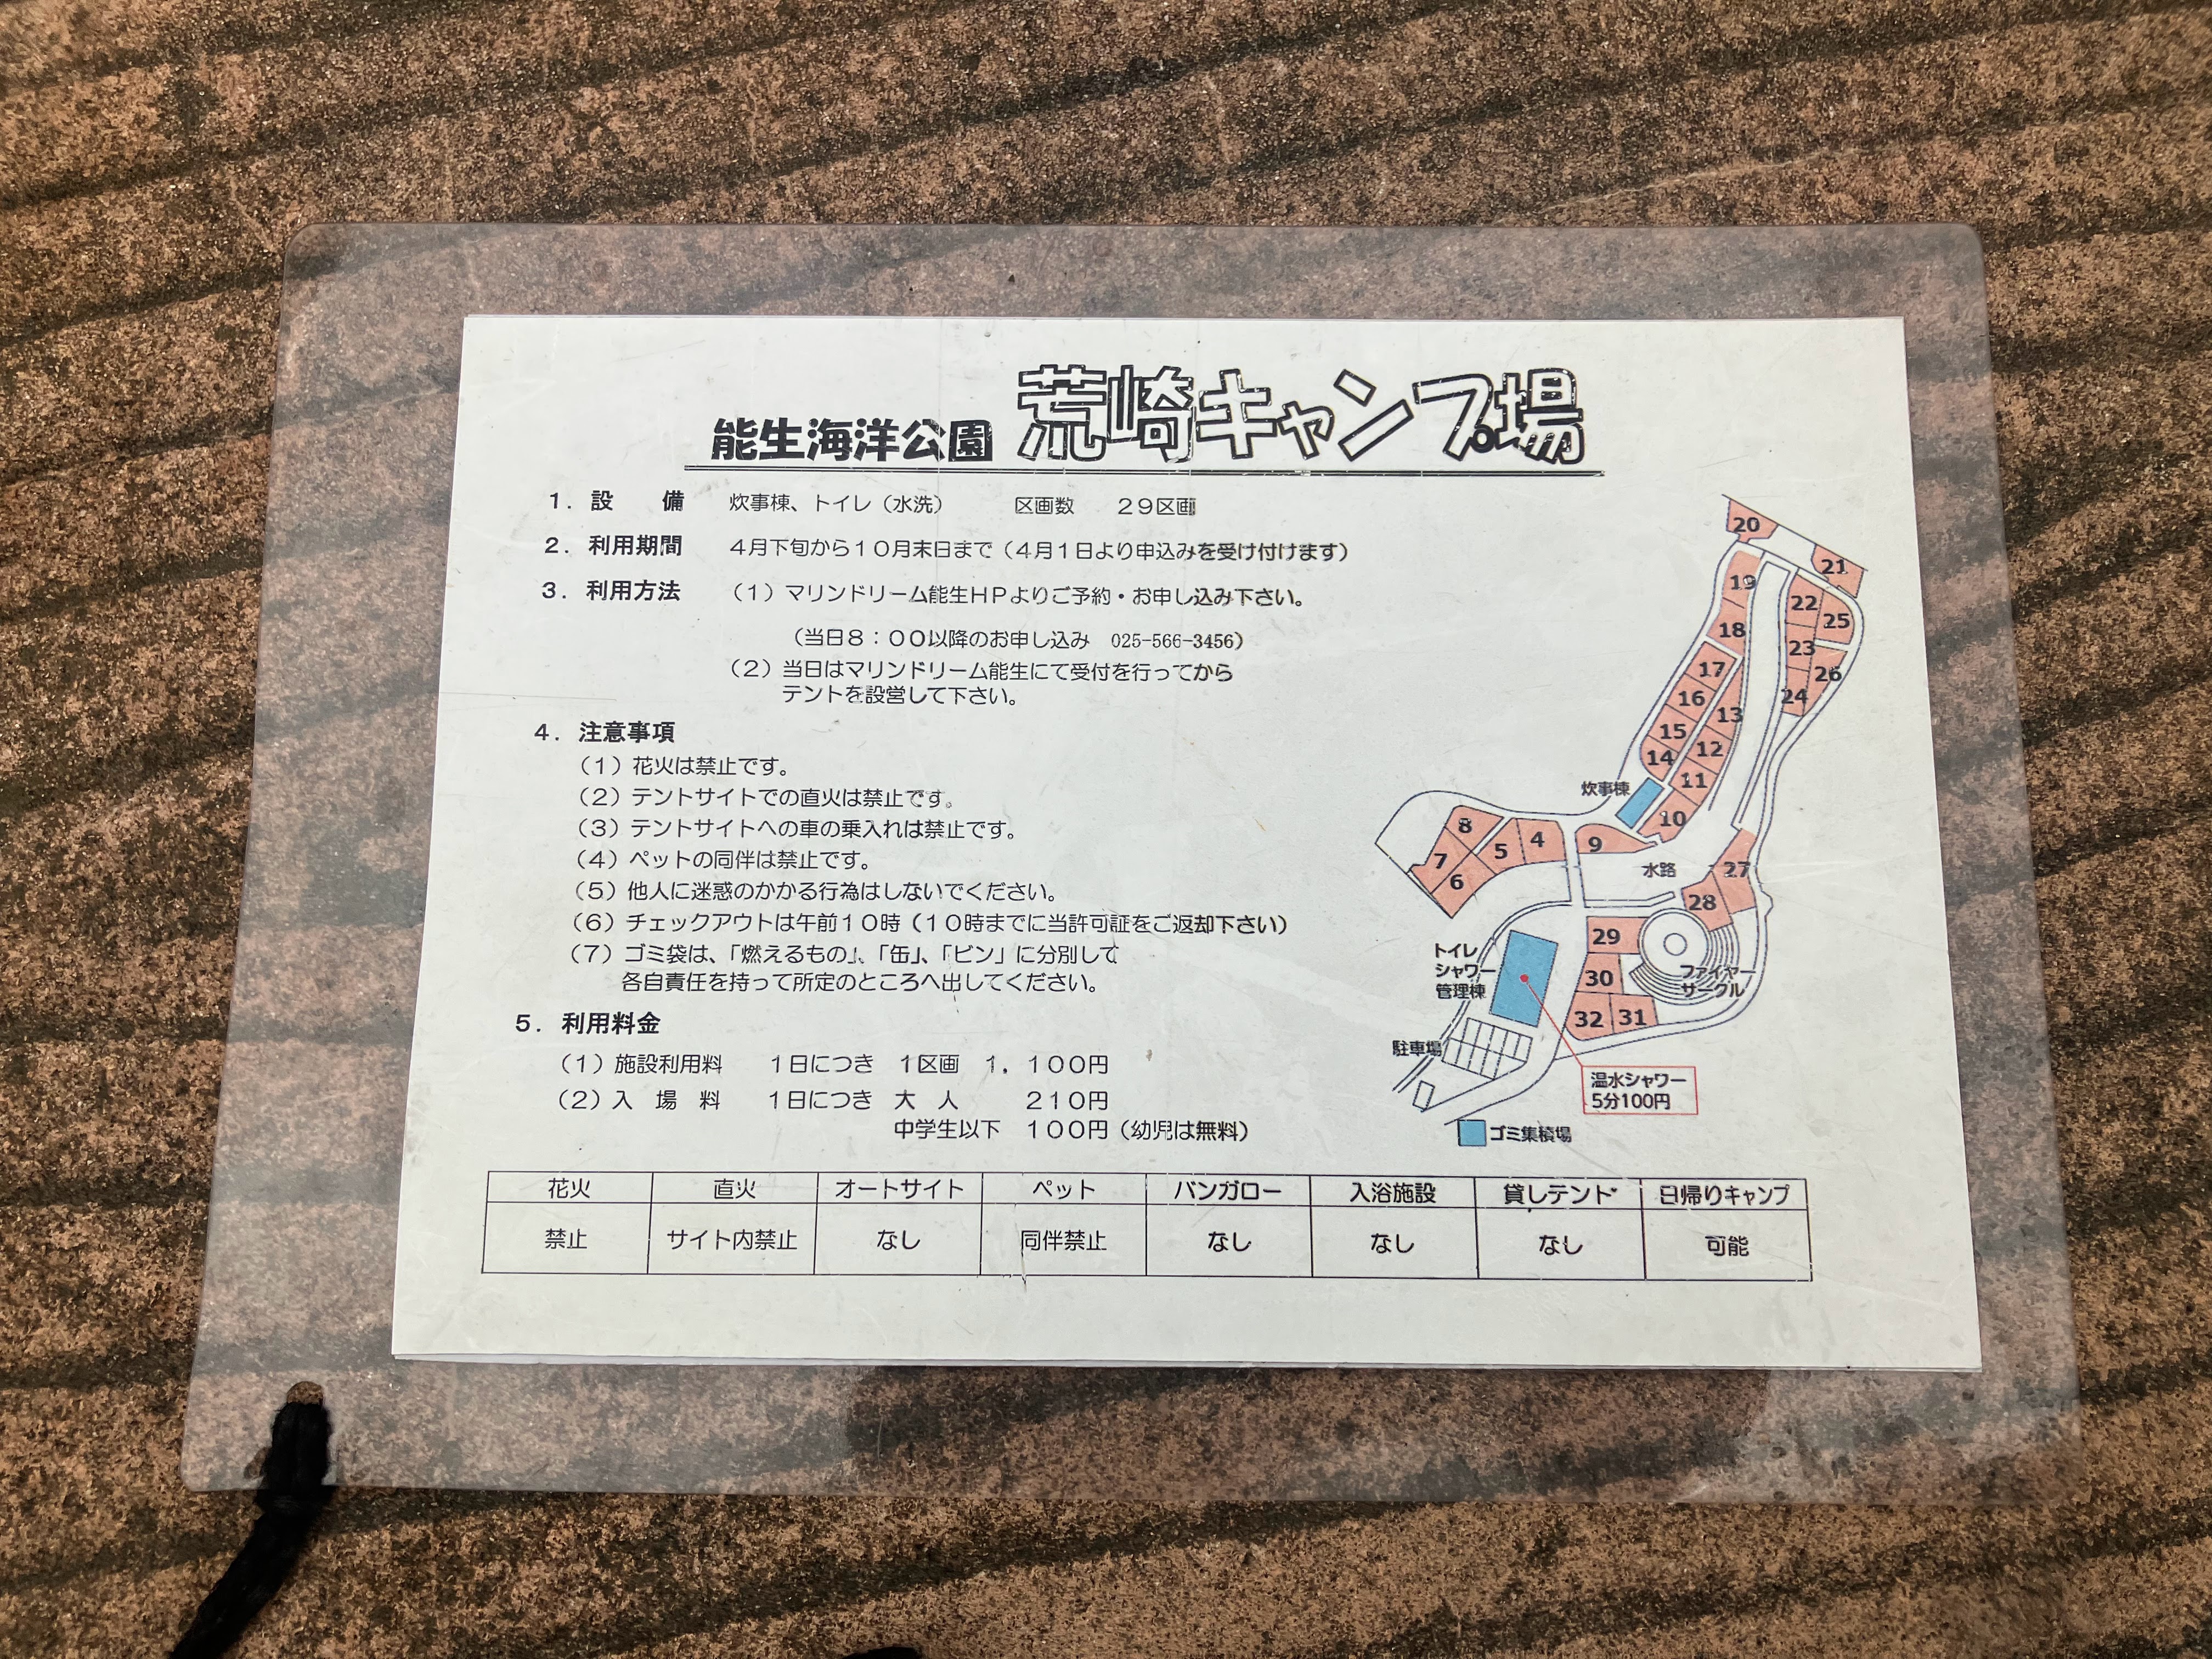 能生海洋公園 荒崎キャンプ場
１．設　備　炊事棟、トイレ（水洗）　区画数　２９区画
２．利用期間　４月下旬から１０月末日まで（４月１日より申込みを受け付けます）
３．利用方法　（１）マリンドリーム能生ＨＰよりご予約・お申し込み下さい。
（当日８：００以降のお申し込み　025-566-3456）
（２）当日はマリンドリーム能生にて受付を行ってから
テントを設営して下さい。
４．注意事項
（１）花火は禁止です。
（２）テントサイトでの直火は禁止です。
（３）テントサイトへの車の乗入れは禁止です。
（４）ペットの同伴は禁止です。
（５）他人に迷惑のかかる行為はしないでください。
（６）チェックアウトは午前１０時（１０時までに当許可証をご返却下さい）
（７）ゴミ袋は、「燃えるもの」、「缶」、「ビン」に分別して
各自責任を持って所定のところへ出してください。
５．利用料金
（１）施設利用料　１日につき　１区画　１，１００円
（２）入　場　料　１日につき　大　人　２１０円
中学生以下　１００円（幼児は無料）
20
21
19
22
25
18
23
17
26
16
24
13
15
12
14
11
炊事棟
10
8
4
9
5
7
6
水路
27
28
29
トイレ
シャワー
管理棟
30
ファイヤー
サークル
32
31
駐車場
温水シャワー
5分100円
ゴミ集積場
花火　直火　オートサイト　ペット　バンガロー　入浴施設　貸しテント　日帰りキャンプ
禁止　サイト内禁止　なし　同伴禁止　なし　なし　なし　可能